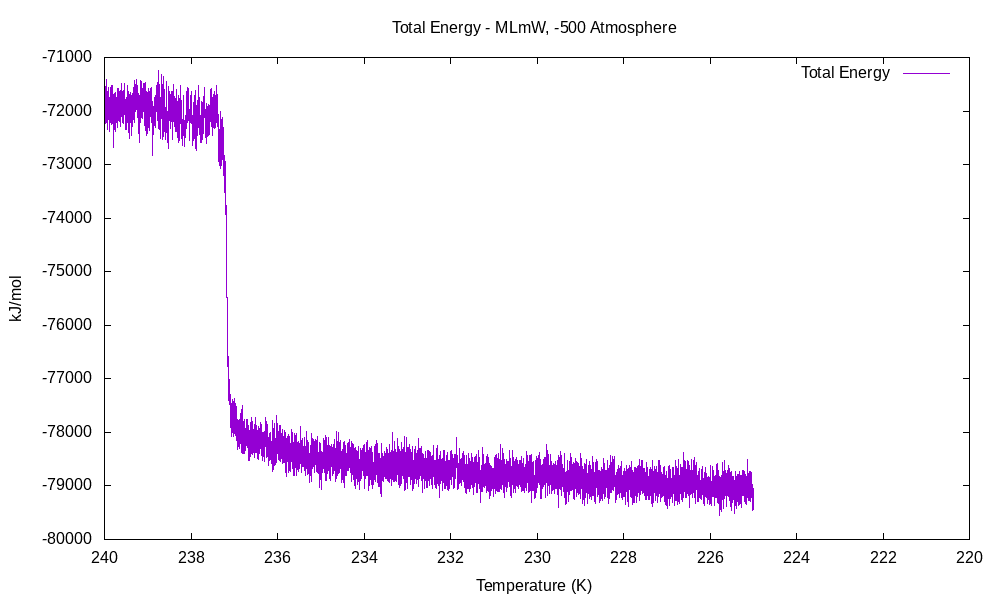 Total Energy - MLmW, -500 Atmosphere
Total Energy
-71000
-72000
-73000
-74000
-75000
-76000
-77000
-78000
-79000
-80000
kJ/mol
240 238 236 234 232 230 228 226 224 222 220
Temperature (K)